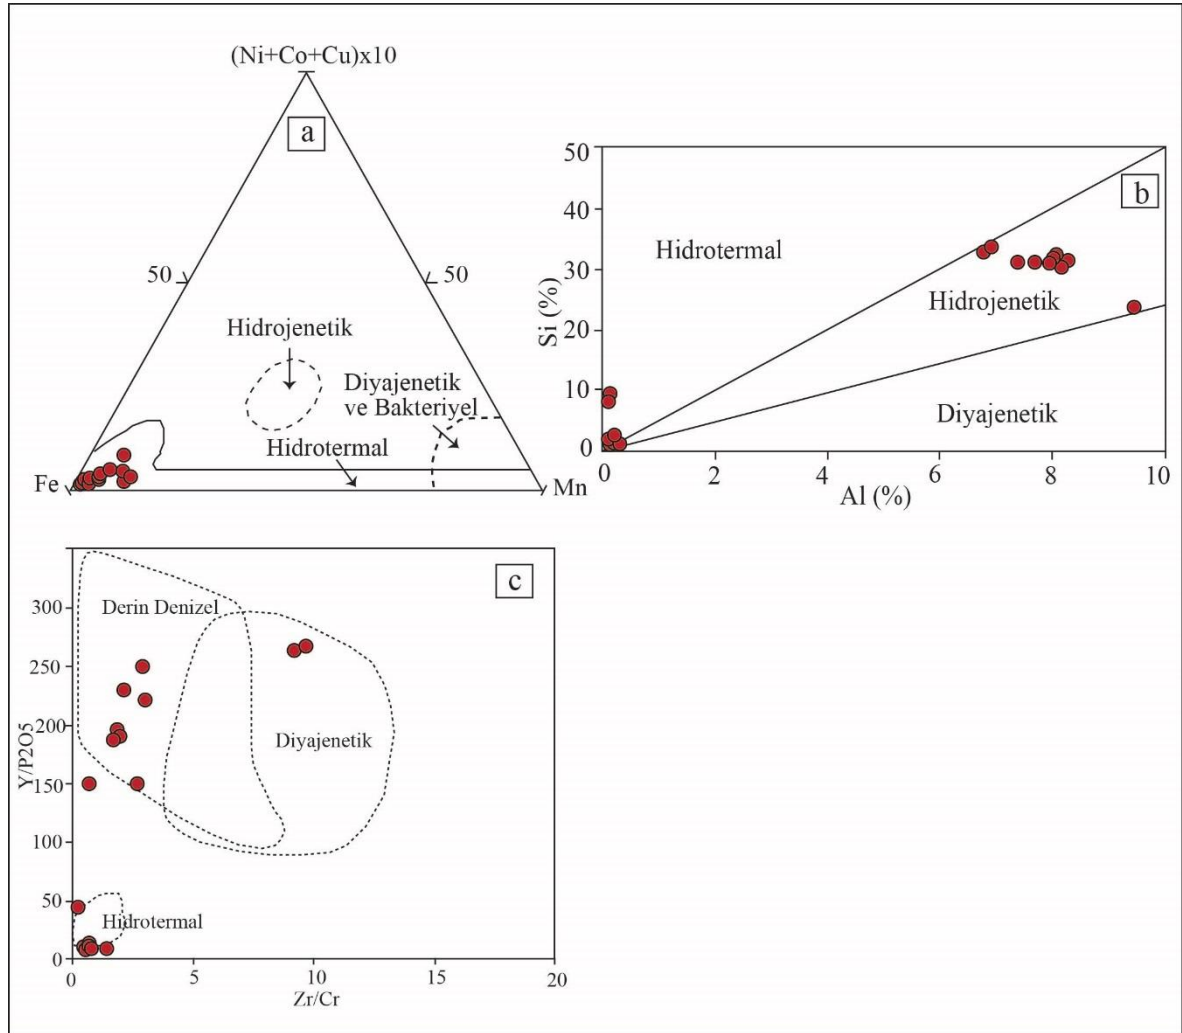 (Ni+Co+Cu)x10
a
50
50
Hidrojenetik
Diyajenetik
ve Bakteriyel
Hidrotermal
Fe
Mn
b
50
40
30
20
10
0
Si (%)
Hidrotermal
Hidrojenetik
Diyajenetik
0
2
4
6
8
10
Al (%)
c
300
250
200
150
100
50
0
Y/P2O5
Derin Denizel
Diyajenetik
Hidrotermal
0
5
10
15
20
Zr/Cr